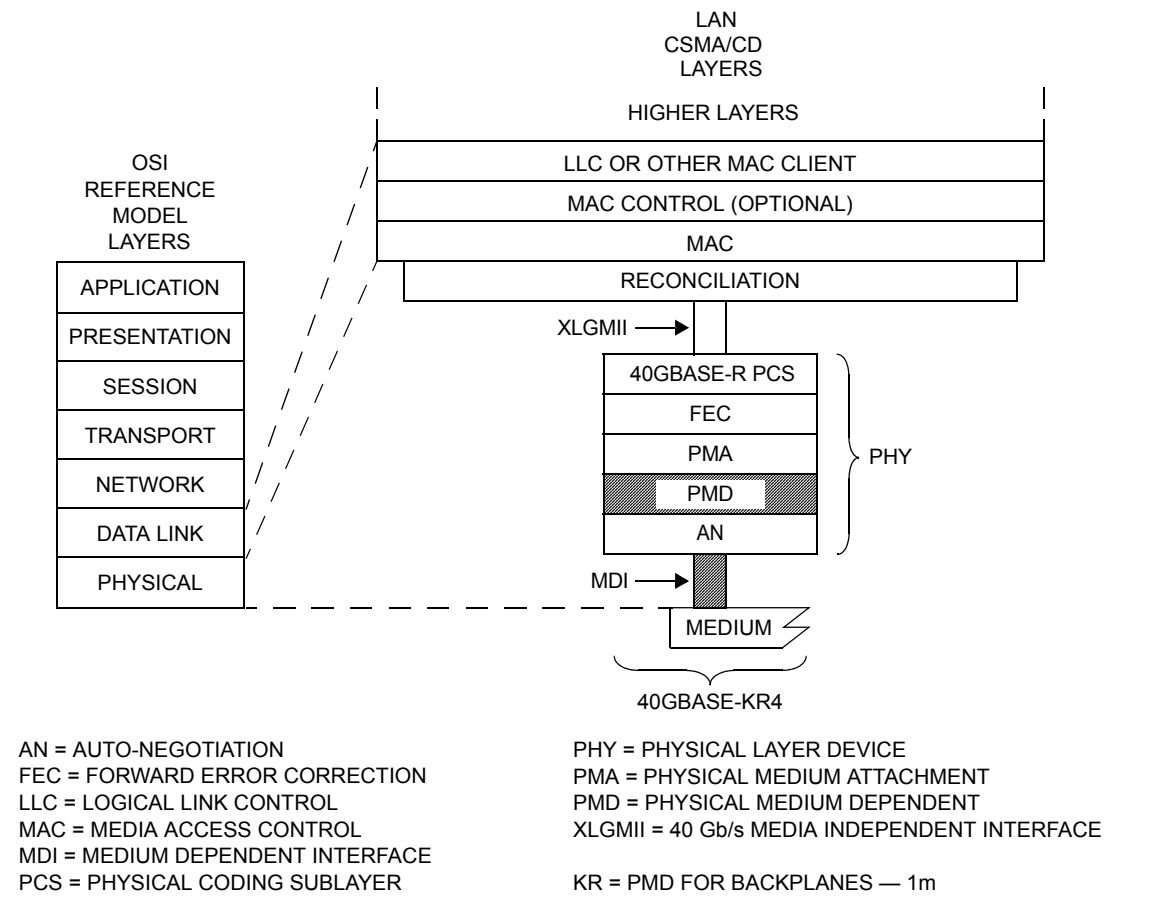 LAN
CSMA/CD
LAYERS
HIGHER LAYERS
LLC OR OTHER MAC CLIENT
MAC CONTROL (OPTIONAL)
MAC
RECONCILIATION
OSI
REFERENCE
MODEL
LAYERS
APPLICATION
PRESENTATION
SESSION
TRANSPORT
NETWORK
DATA LINK
PHYSICAL
XLGMII
40GBASE-R PCS
FEC
PMA
PMD
AN
PHY
MDI
MEDIUM
40GBASE-KR4
AN = AUTO-NEGOTIATION
FEC = FORWARD ERROR CORRECTION
LLC = LOGICAL LINK CONTROL
MAC = MEDIA ACCESS CONTROL
MDI = MEDIUM DEPENDENT INTERFACE
PCS = PHYSICAL CODING SUBLAYER
PHY = PHYSICAL LAYER DEVICE
PMA = PHYSICAL MEDIUM ATTACHMENT
PMD = PHYSICAL MEDIUM DEPENDENT
XLGMII = 40 Gb/s MEDIA INDEPENDENT INTERFACE
KR = PMD FOR BACKPLANES — 1m